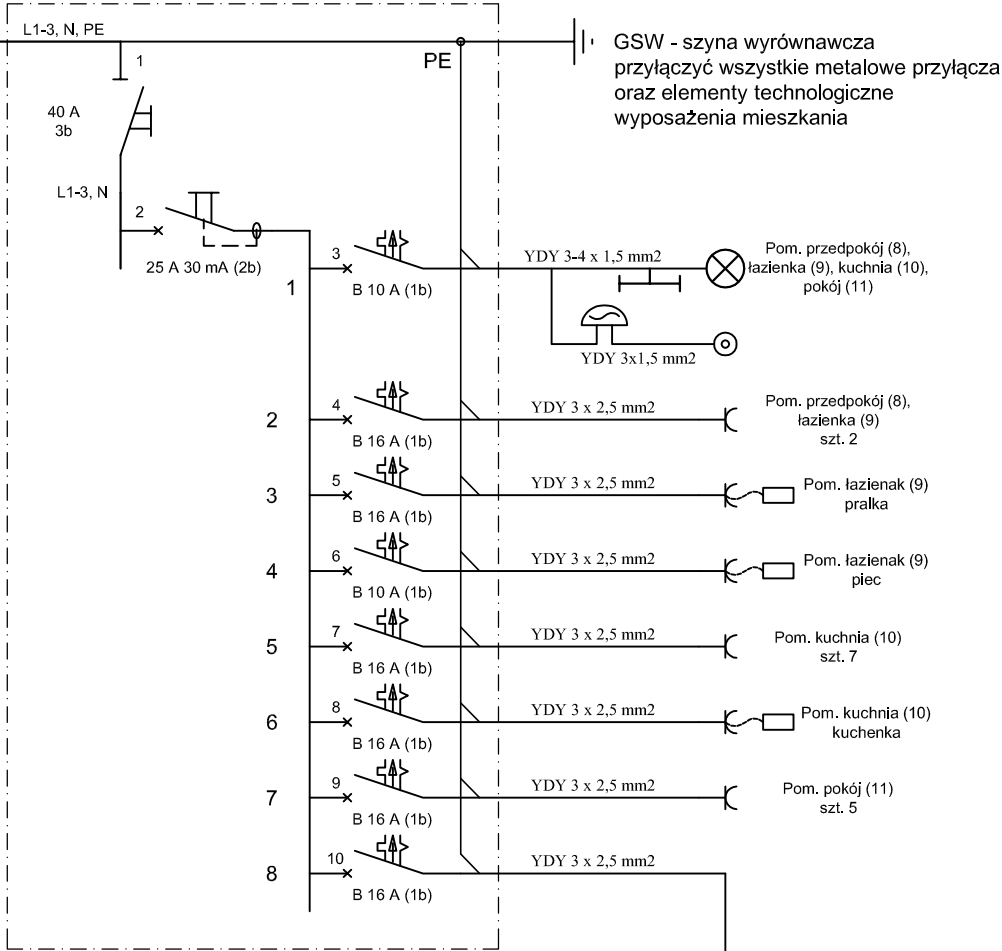 L1-3, N, PE
1
PE
GSW - szyna wyrównawcza
przyłączyć wszystkie metalowe przyłącza
oraz elementy technologiczne
wyposażenia mieszkania
40 A
3b
L1-3, N
2
25 A 30 mA (2b)
1
3
B 10 A (1b)
YDY 3-4 x 1,5 mm2
Pom. przedpokój (8),
łazienka (9), kuchnia (10),
pokój (11)
YDY 3x1,5 mm2
2
4
B 16 A (1b)
YDY 3 x 2,5 mm2
Pom. przedpokój (8),
łazienka (9)
szt. 2
3
5
B 16 A (1b)
YDY 3 x 2,5 mm2
Pom. łazienak (9)
pralka
4
6
B 10 A (1b)
YDY 3 x 2,5 mm2
Pom. łazienak (9)
piec
5
7
B 16 A (1b)
YDY 3 x 2,5 mm2
Pom. kuchnia (10)
szt. 7
6
8
B 16 A (1b)
YDY 3 x 2,5 mm2
Pom. kuchnia (10)
kuchenka
7
9
B 16 A (1b)
YDY 3 x 2,5 mm2
Pom. pokój (11)
szt. 5
8
10
B 16 A (1b)
YDY 3 x 2,5 mm2